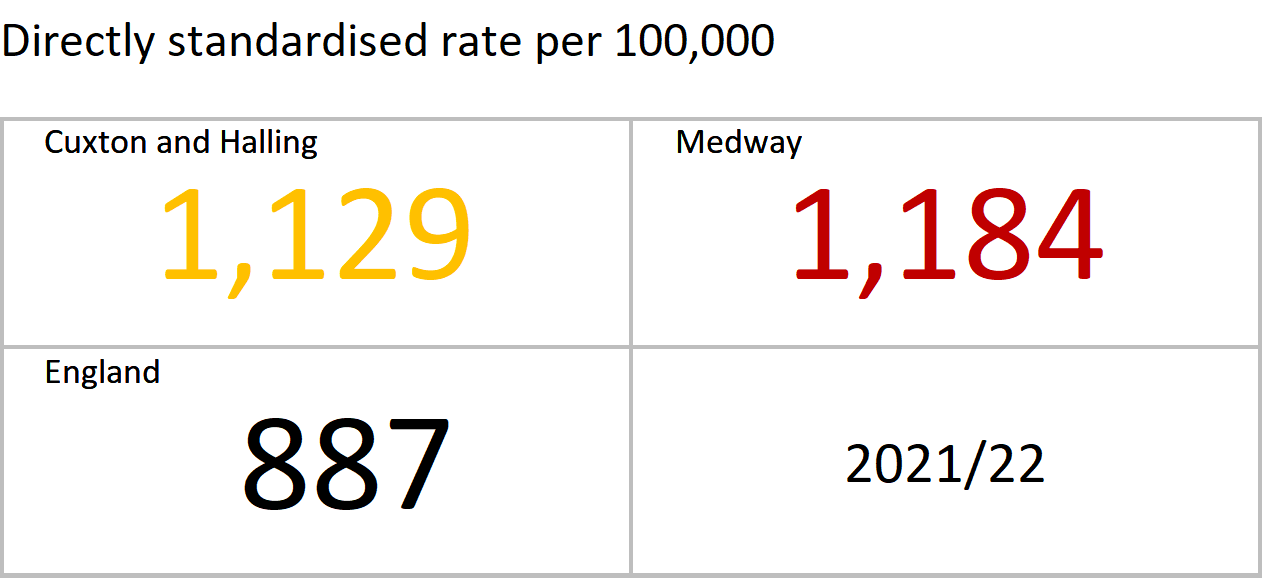 Directly standardised rate per 100,000
Cuxton and Halling
1,129
Medway
1,184
England
887
2021/22